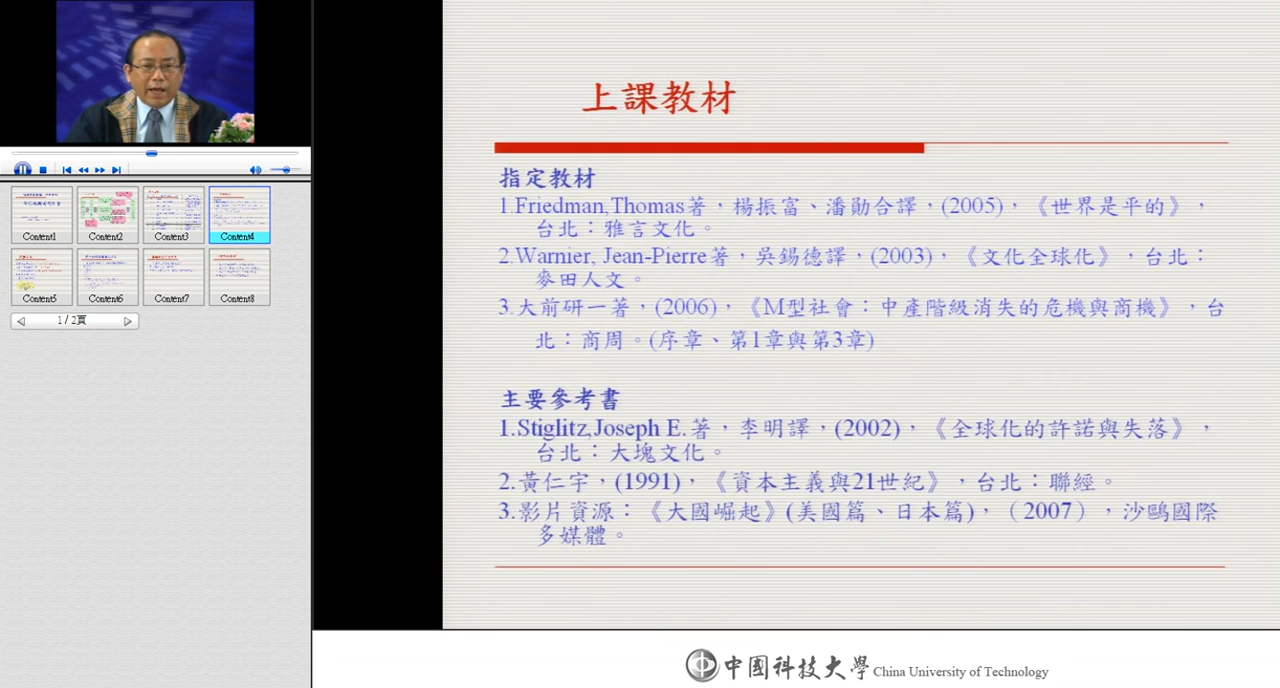 上課教材
指定教材
1.Friedman,Thomas著，楊振富、潘勛合譯，(2005)，《世界是平的》，
台北：雅言文化。
2.Warnier, Jean-Pierre著，吳錫德譯，(2003)，《文化全球化》，台北：
麥田人文。
3.大前研一著，(2006)，《M型社會：中產階級消失的危機與商機》，台
北：商周。(序章、第1章與第3章)
主要參考書
1.Stiglitz,Joseph E.著，李明譯，(2002)，《全球化的許諾與失落》，
台北：大塊文化。
2.黃仁宇，(1991)，《資本主義與21世紀》，台北：聯經。
3.影片資源：《大國崛起》(美國篇、日本篇)，（2007），沙鷗國際
多媒體。
Content1 Content2 Content3 Content4
Content5 Content6 Content7 Content8
1 / 2頁
中國科技大學 China University of Technology